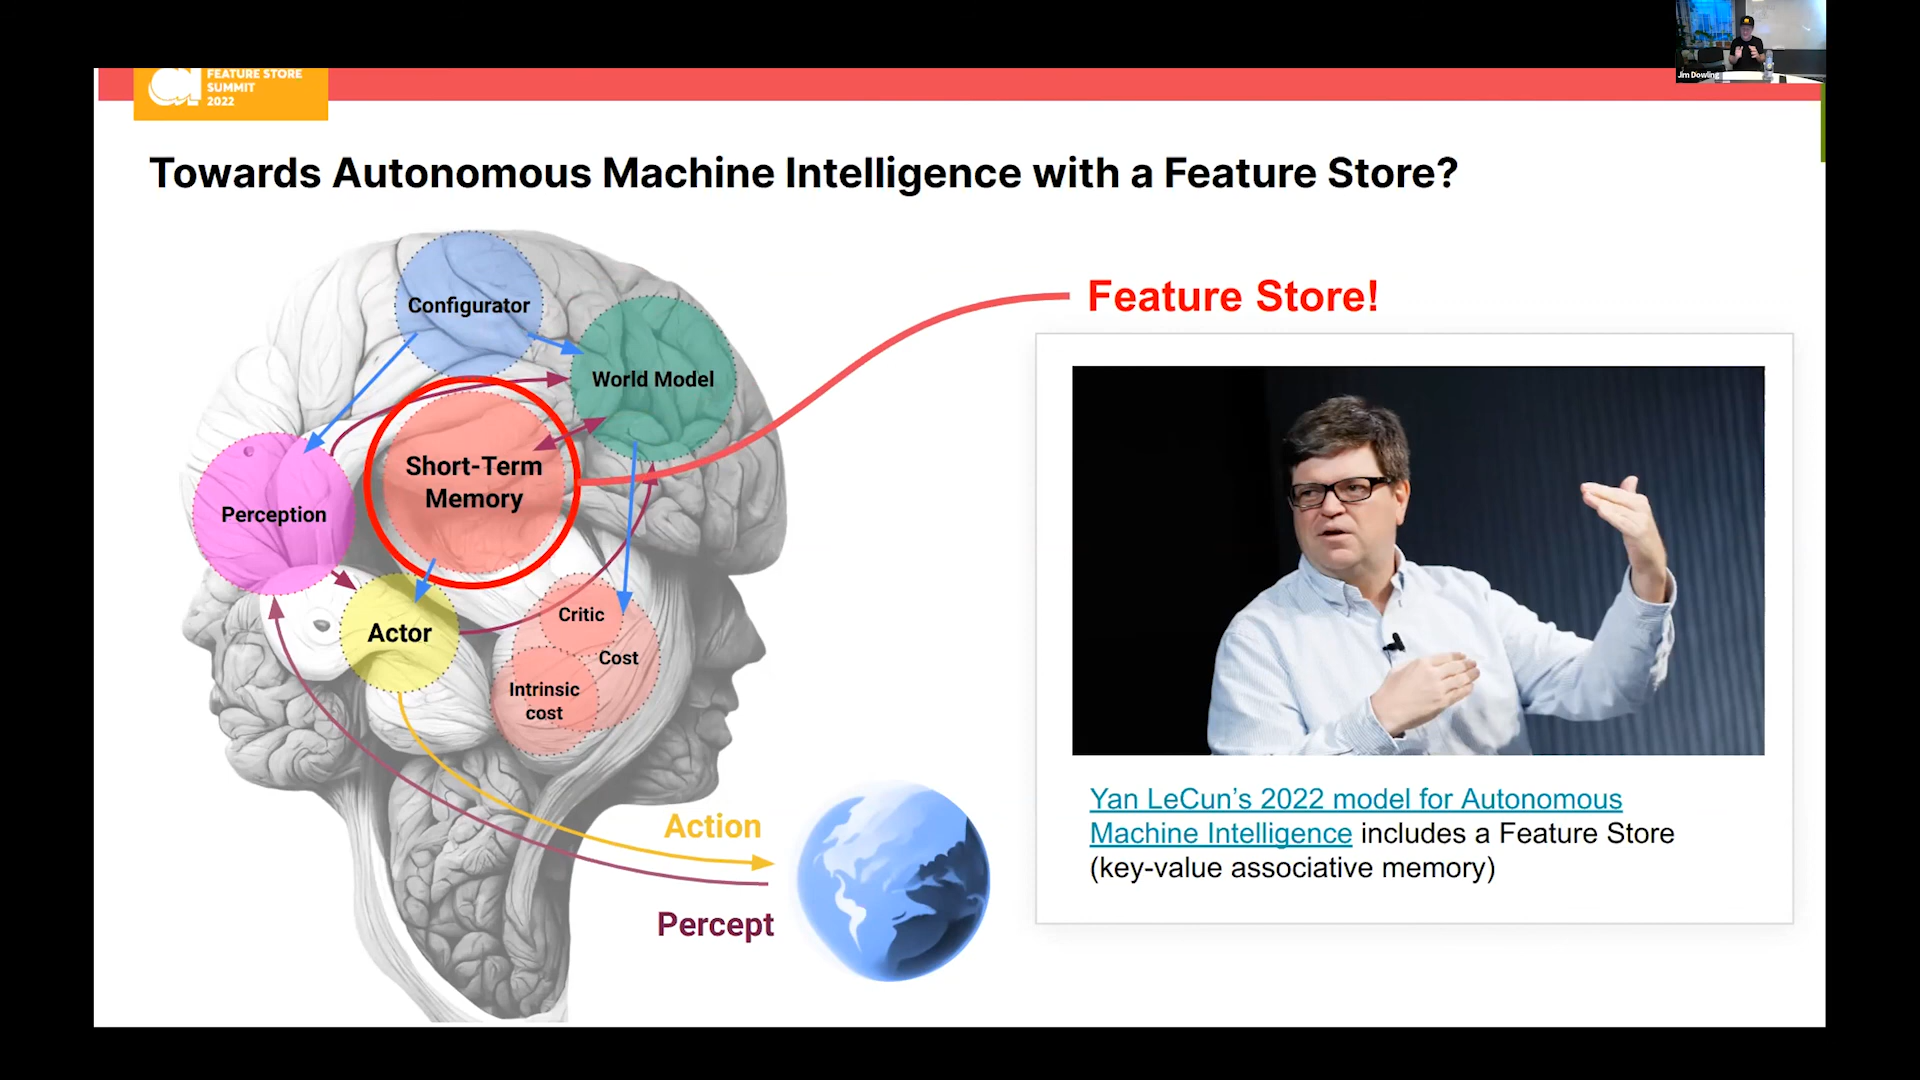 FEATURE STORE
SUMMIT
2022
Jim Dowling
Towards Autonomous Machine Intelligence with a Feature Store?
Configurator
World Model
Short-Term
Memory
Perception
Actor
Critic
Cost
Intrinsic
cost
Action
Percept
Feature Store!
Yan LeCun’s 2022 model for Autonomous
Machine Intelligence includes a Feature Store
(key-value associative memory)